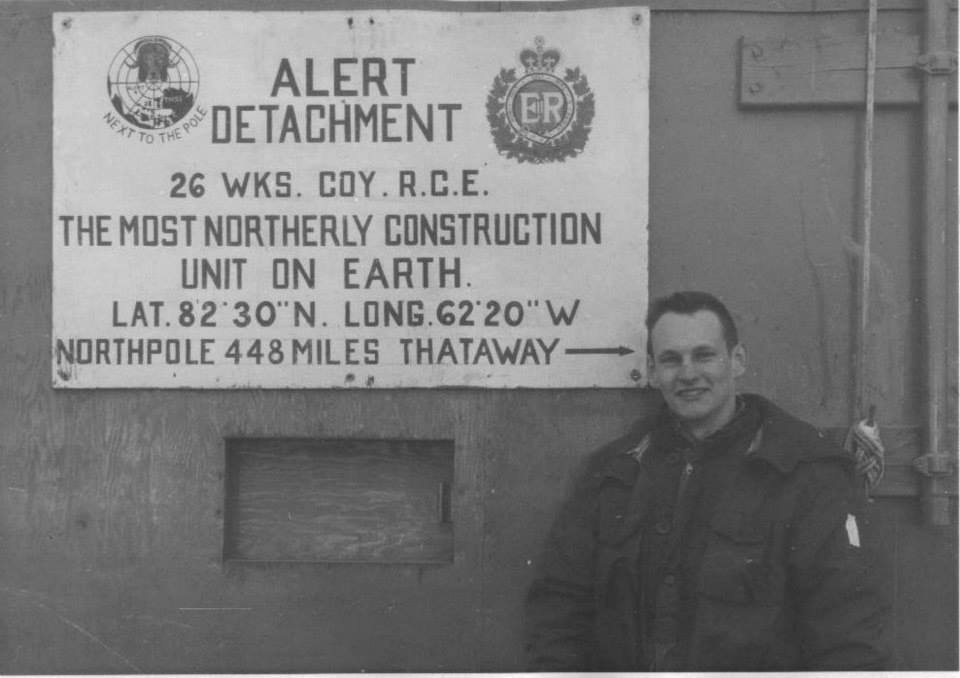 NEXT TO THE POLE
ALERT
DETACHMENT
EIIR
26 WKS. COY. R.C.E.
THE MOST NORTHERLY CONSTRUCTION
UNIT ON EARTH.
LAT. 82°30"N. LONG. 62°20" W
NORTHPOLE 448 MILES THATAWAY